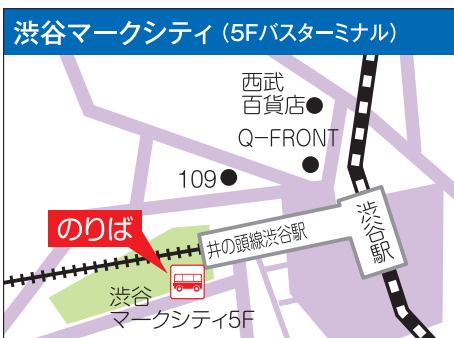 渋谷マークシティ（5Fバスターミナル）
西武
百貨店
Q-FRONT
109
のりば
井の頭線渋谷駅
渋谷駅
渋谷
マークシティ5F